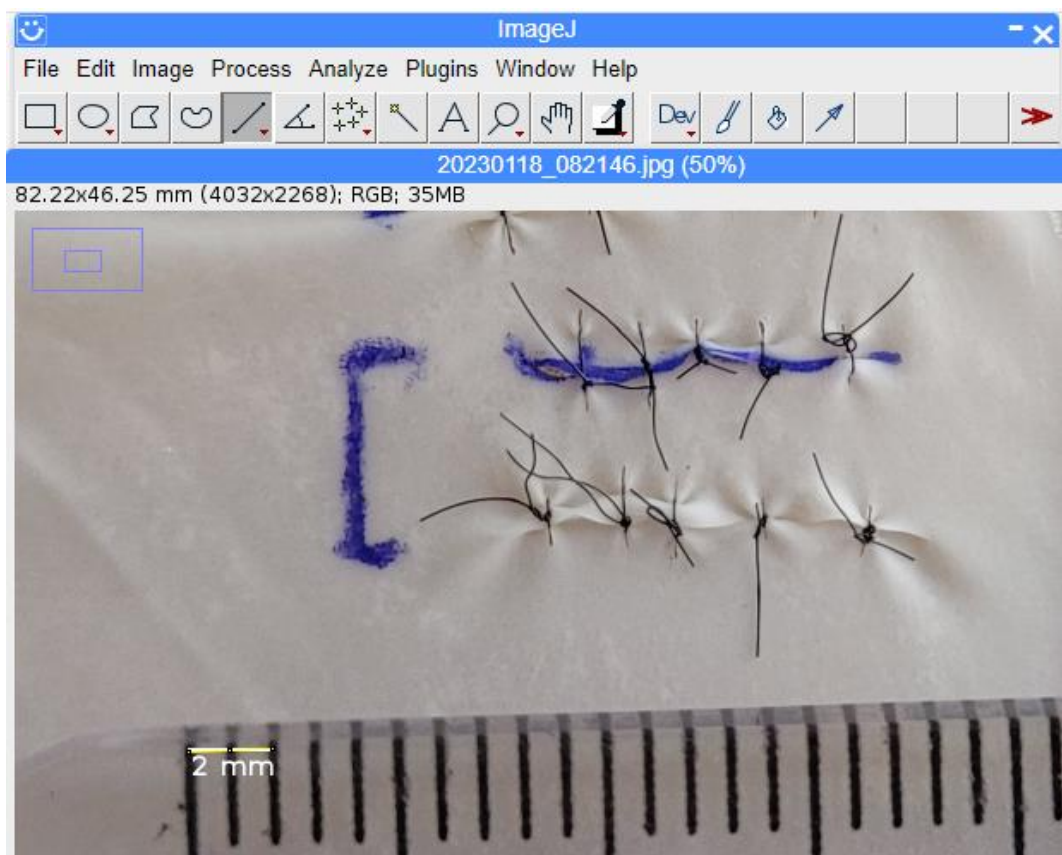 ImageJ
File Edit Image Process Analyze Plugins Window Help
A Dev
20230118_082146.jpg (50%)
82.22x46.25 mm (4032x2268); RGB; 35MB
2 mm